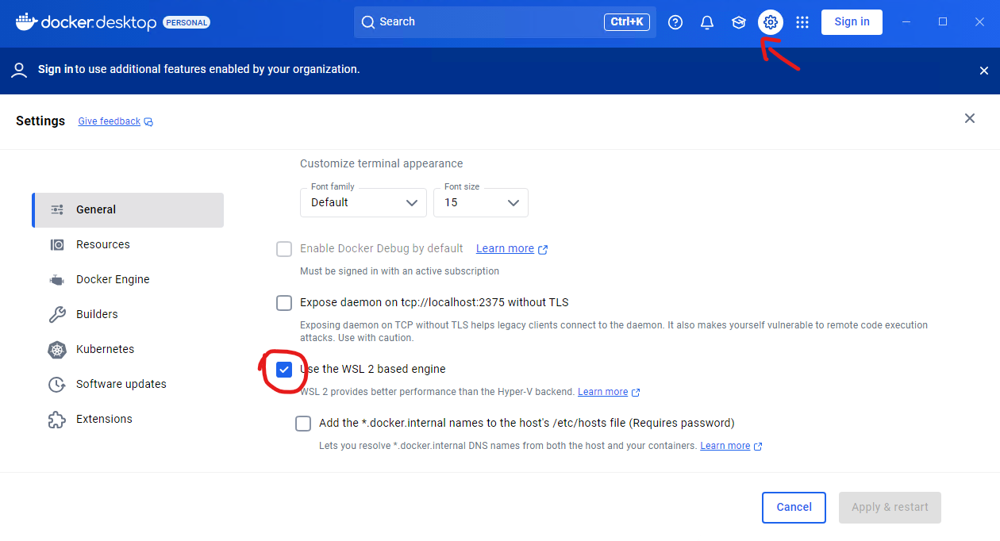 docker.desktop PERSONAL
Search Ctrl+K
Sign in
Sign in to use additional features enabled by your organization.
Settings Give feedback
General
Resources
Docker Engine
Builders
Kubernetes
Software updates
Extensions
Customize terminal appearance
Font family
Default
Font size
15
Enable Docker Debug by default Learn more
Must be signed in with an active subscription
Expose daemon on tcp://localhost:2375 without TLS
Exposing daemon on TCP without TLS helps legacy clients connect to the daemon. It also makes yourself vulnerable to remote code execution
attacks. Use with caution.
Use the WSL 2 based engine
WSL 2 provides better performance than the Hyper-V backend. Learn more
Add the *.docker.internal names to the host's /etc/hosts file (Requires password)
Lets you resolve *.docker.internal DNS names from both the host and your containers. Learn more
Cancel
Apply & restart